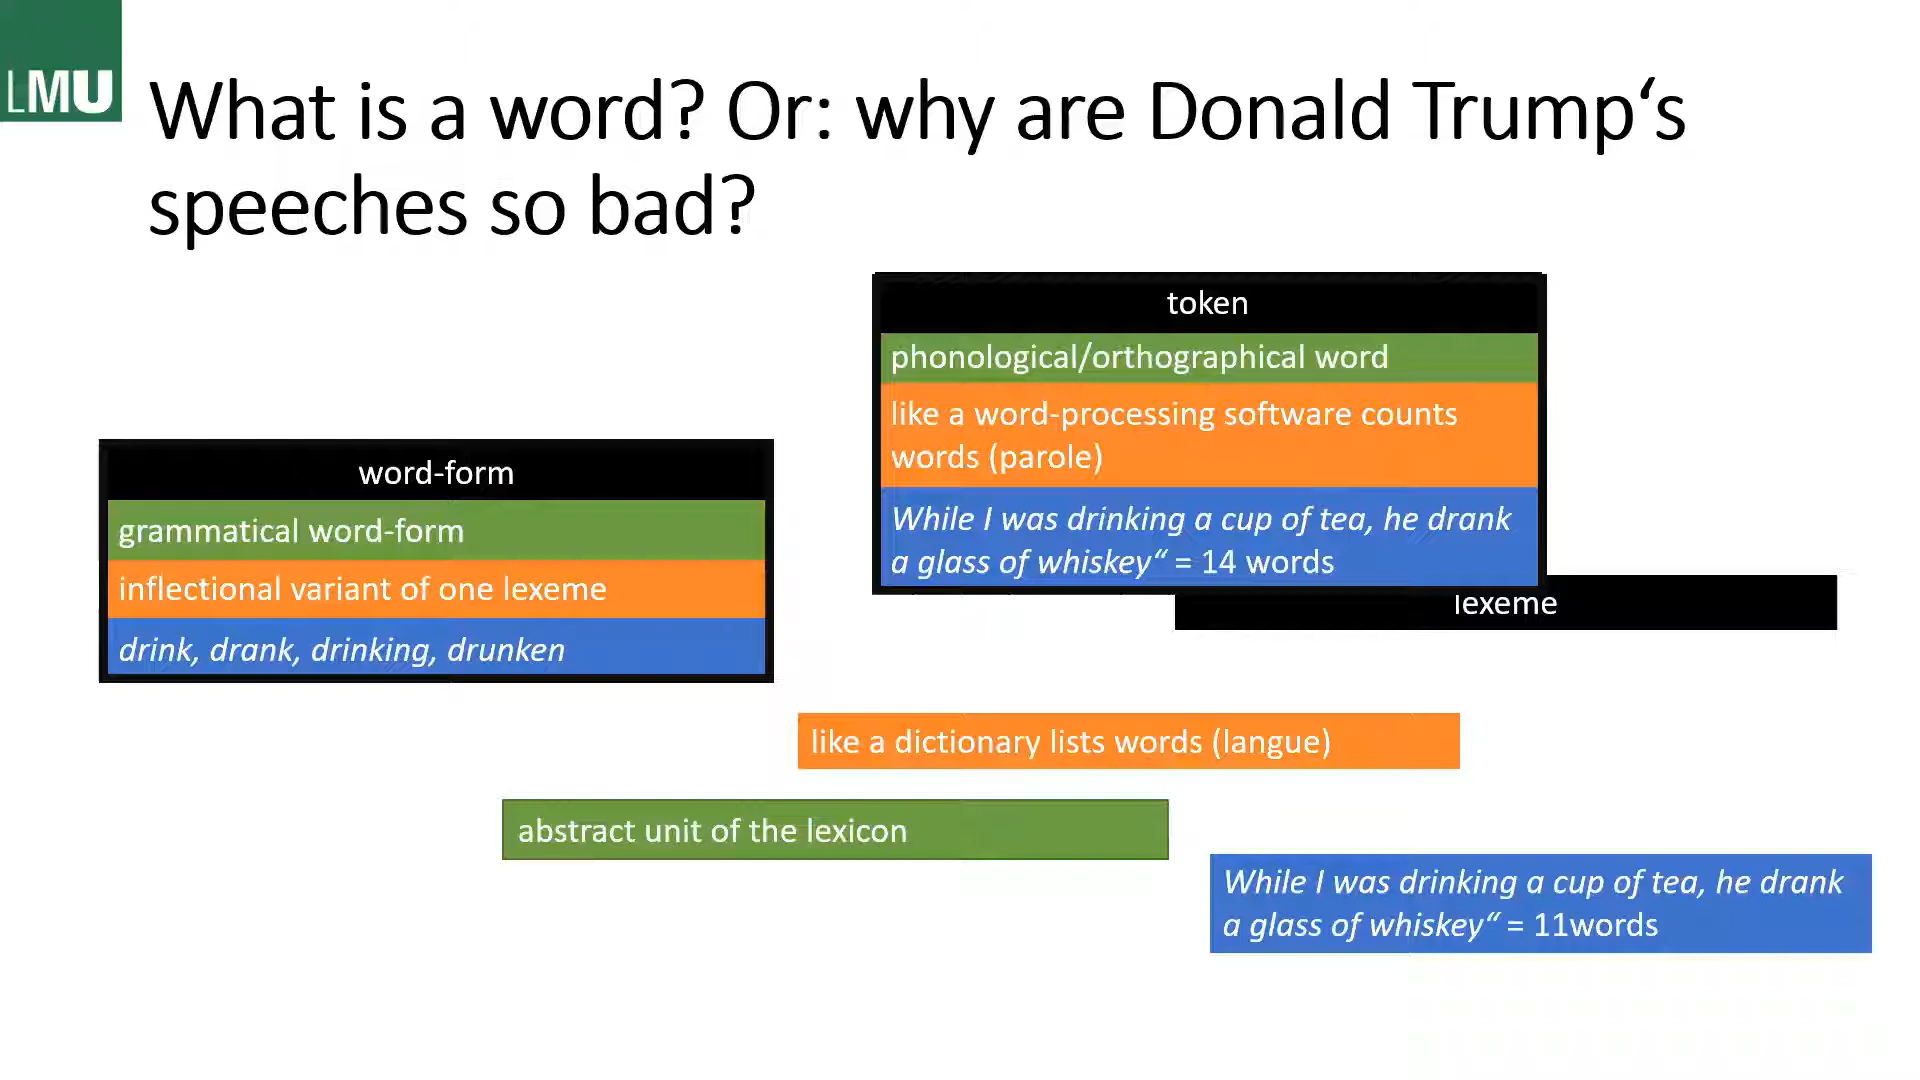 LMU
What is a word? Or: why are Donald Trump‘s
speeches so bad?
token
phonological/orthographical word
like a word-processing software counts
words (parole)
While I was drinking a cup of tea, he drank
a glass of whiskey“ = 14 words
word-form
grammatical word-form
inflectional variant of one lexeme
drink, drank, drinking, drunken
lexeme
like a dictionary lists words (langue)
abstract unit of the lexicon
While I was drinking a cup of tea, he drank
a glass of whiskey“ = 11words